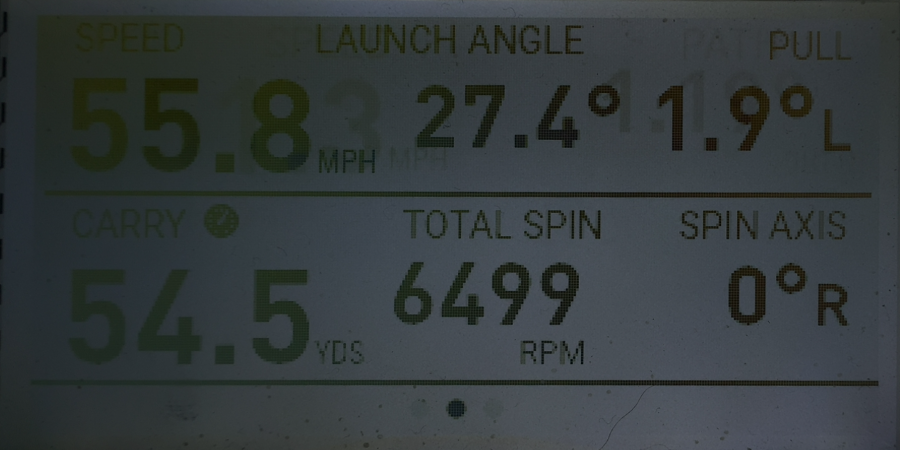 SPEED LAUNCH ANGLE PULL
55.8 MPH 27.4° 1.9° L
CARRY TOTAL SPIN SPIN AXIS
54.5 YDS 6499 RPM 0° R